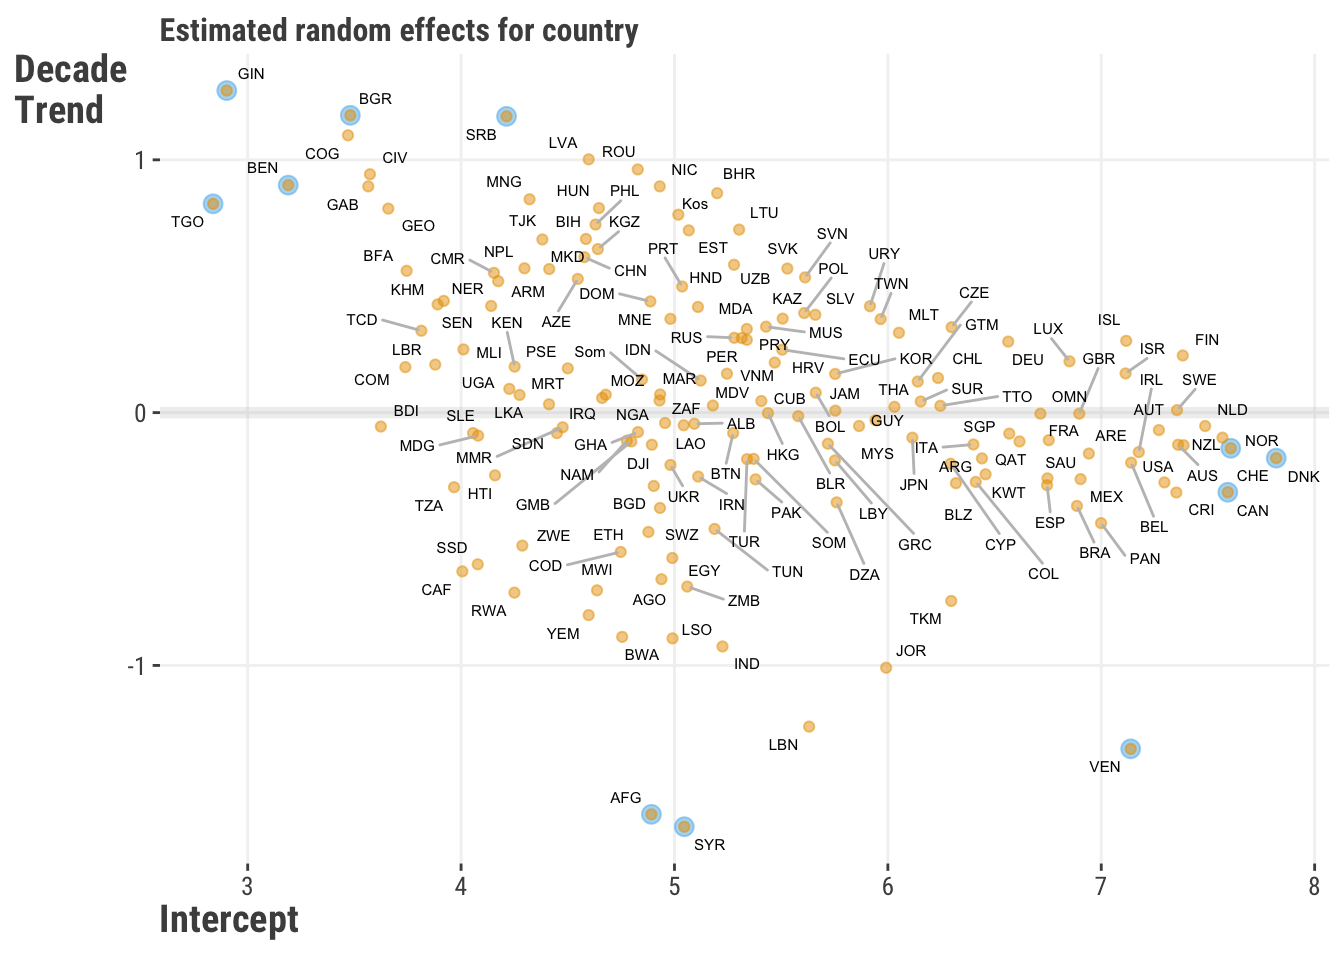 Estimated random effects for country
Decade
Trend
GIN
BGR
SRB
LVA
ROU
COG
CIV
BEN
NIC
BHR
MNG
HUN
PHL
GAB
Kos
TGO
GEO
TJK
BIH
KGZ
LTU
SVN
BFA
CMR
NPL
MKD
CHN
PRT
EST
SVK
URY
HND
UZB
POL
TWN
KHM
NER
ARM
DOM
CZE
TCD
SEN
KEN
AZE
MNE
MDA
KAZ
SLV
MLT
GTM
LUX
ISL
RUS
PRY
MUS
FIN
LBR
MLI
PSE
Som
IDN
PER
ECU
KOR
CHL
DEU
GBR
ISR
COM
UGA
MRT
MOZ
MAR
VNM
HRV
THA
SUR
IRL
SWE
MDV
CUB
JAM
TTO
OMN
BDI
SLE
LKA
IRQ
NGA
ZAF
ALB
BOL
GUY
AUT
NLD
MDG
SDN
GHA
LAO
SGP
FRA
ARE
NOR
MMR
MYS
ITA
NZL
DJI
HKG
ARG
QAT
SAU
USA
AUS
CHE
DNK
NAM
BTN
BLR
JPN
TZA
HTI
GMB
BGD
UKR
IRN
PAK
LBY
BLZ
KWT
ESP
MEX
BEL
CRI
CAN
SSD
ZWE
ETH
SWZ
TUR
SOM
GRC
CYP
BRA
PAN
COD
MWI
EGY
TUN
DZA
COL
CAF
RWA
AGO
ZMB
TKM
YEM
LSO
BWA
IND
JOR
LBN
VEN
AFG
SYR
1
0
-1
3
4
5
6
7
8
Intercept